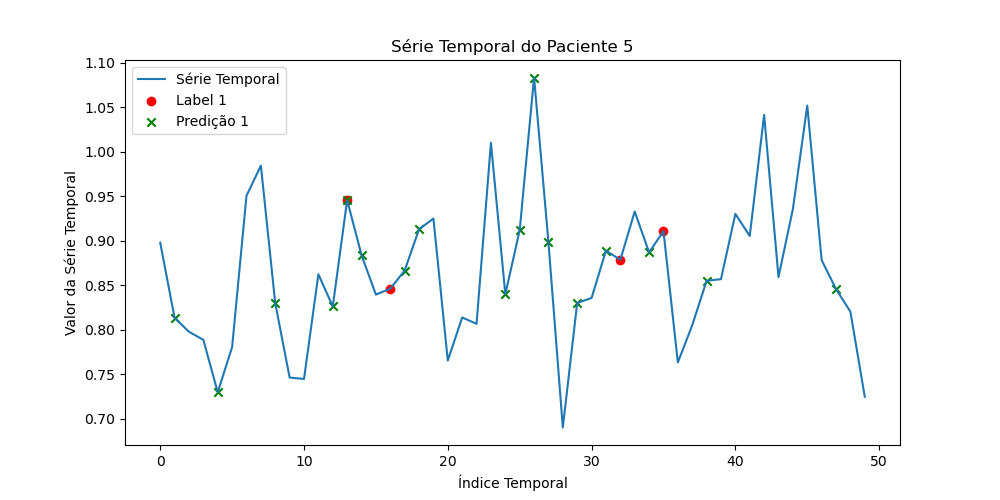 Série Temporal do Paciente 5
Série Temporal
Label 1
Predição 1
Valor da Série Temporal
1.10
1.05
1.00
0.95
0.90
0.85
0.80
0.75
0.70
0 10 20 30 40 50
Índice Temporal